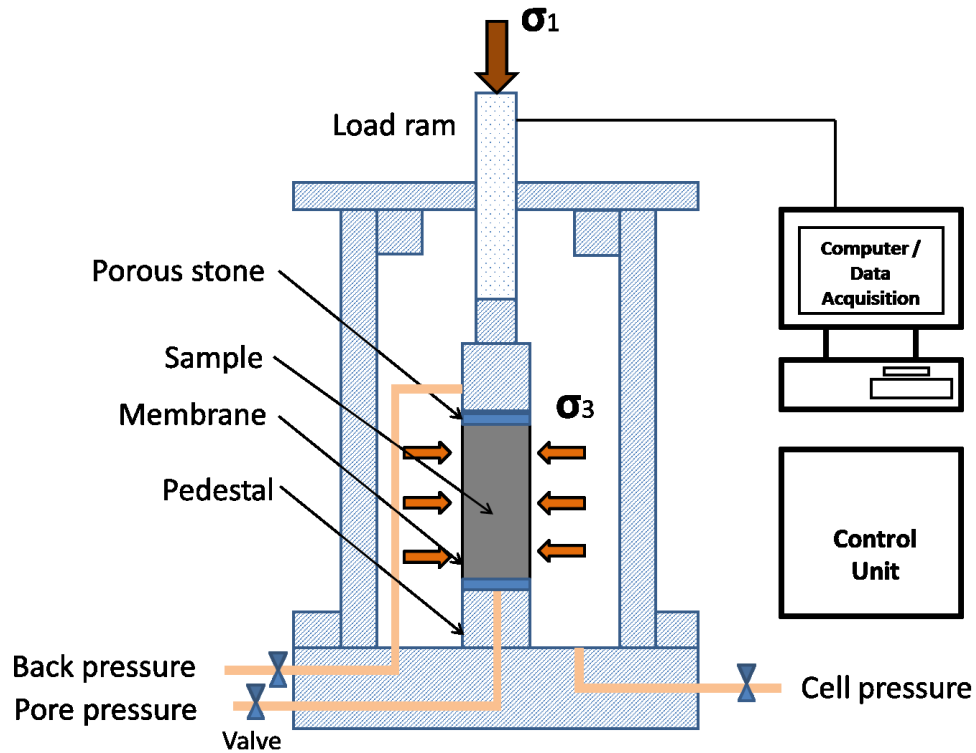 σ1
Load ram
Computer /
Data
Acquisition
Porous stone
Sample
σ3
Membrane
Pedestal
Control
Unit
Back pressure
Cell pressure
Pore pressure
Valve